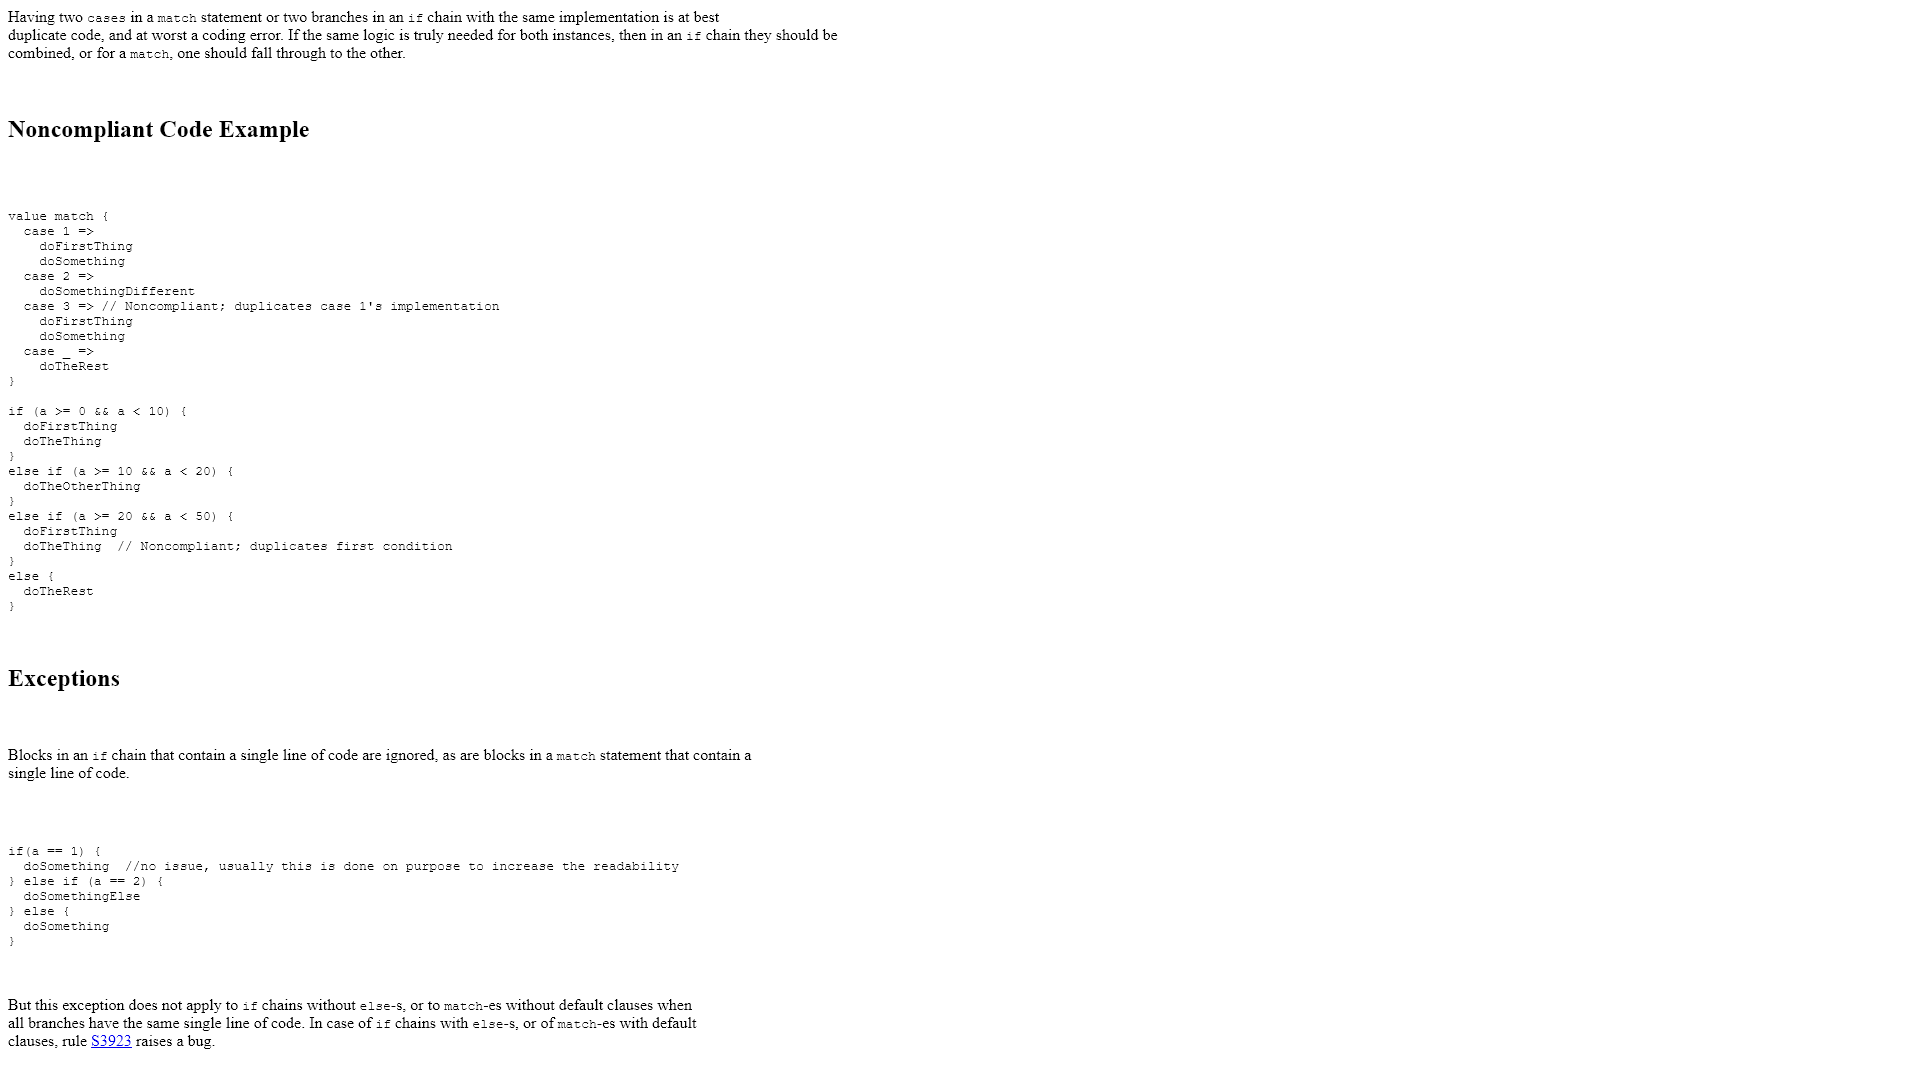 Having two cases in a match statement or two branches in an if chain with the same implementation is at best
duplicate code, and at worst a coding error. If the same logic is truly needed for both instances, then in an if chain they should be
combined, or for a match, one should fall through to the other.
Noncompliant Code Example
value match {
  case 1 =>
    doFirstThing
    doSomething
  case 2 =>
    doSomethingDifferent
  case 3 => // Noncompliant; duplicates case 1's implementation
    doFirstThing
    doSomething
  case _ =>
    doTheRest
}
if (a >= 0 && a < 10) {
  doFirstThing
  doTheThing
}
else if (a >= 10 && a < 20) {
  doTheOtherThing
}
else if (a >= 20 && a < 50) {
  doFirstThing
  doTheThing  // Noncompliant; duplicates first condition
}
else {
  doTheRest
}
Exceptions
Blocks in an if chain that contain a single line of code are ignored, as are blocks in a match statement that contain a
single line of code.
if(a == 1) {
  doSomething  //no issue, usually this is done on purpose to increase the readability
} else if (a == 2) {
  doSomethingElse
} else {
  doSomething
}
But this exception does not apply to if chains without else-s, or to match-es without default clauses when
all branches have the same single line of code. In case of if chains with else-s, or of match-es with default
clauses, rule S3923 raises a bug.